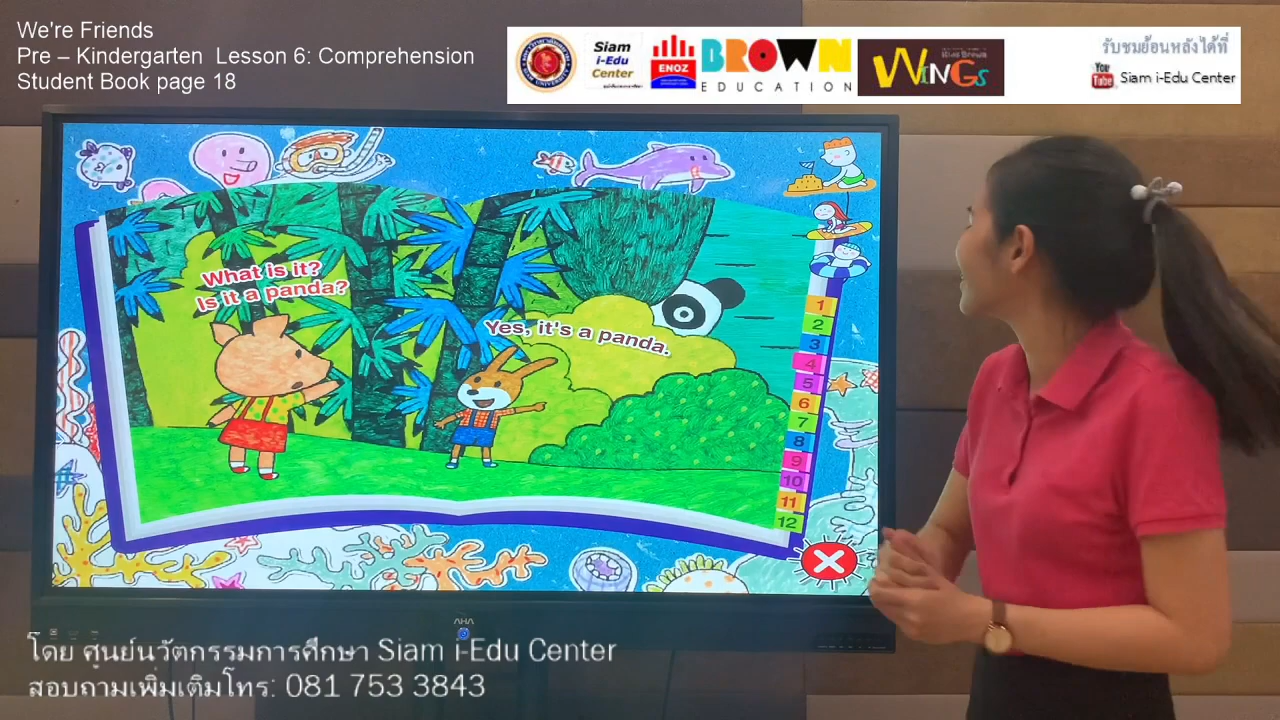 We're Friends
Pre – Kindergarten Lesson 6: Comprehension
Student Book page 18
Siam
i-Edu
Center
ENOZ
BROWN
EDUCATION
WiNGs
รับชมย้อนหลังได้ที่
You
Tube
Siam i-Edu Center
What is it?
Is it a panda?
Yes, it's a panda.
1
2
3
4
5
6
7
8
9
10
11
12
AHA
โดย ศูนย์นวัตกรรมการศึกษา Siam i-Edu Center
สอบถามเพิ่มเติมโทร: 081 753 3843